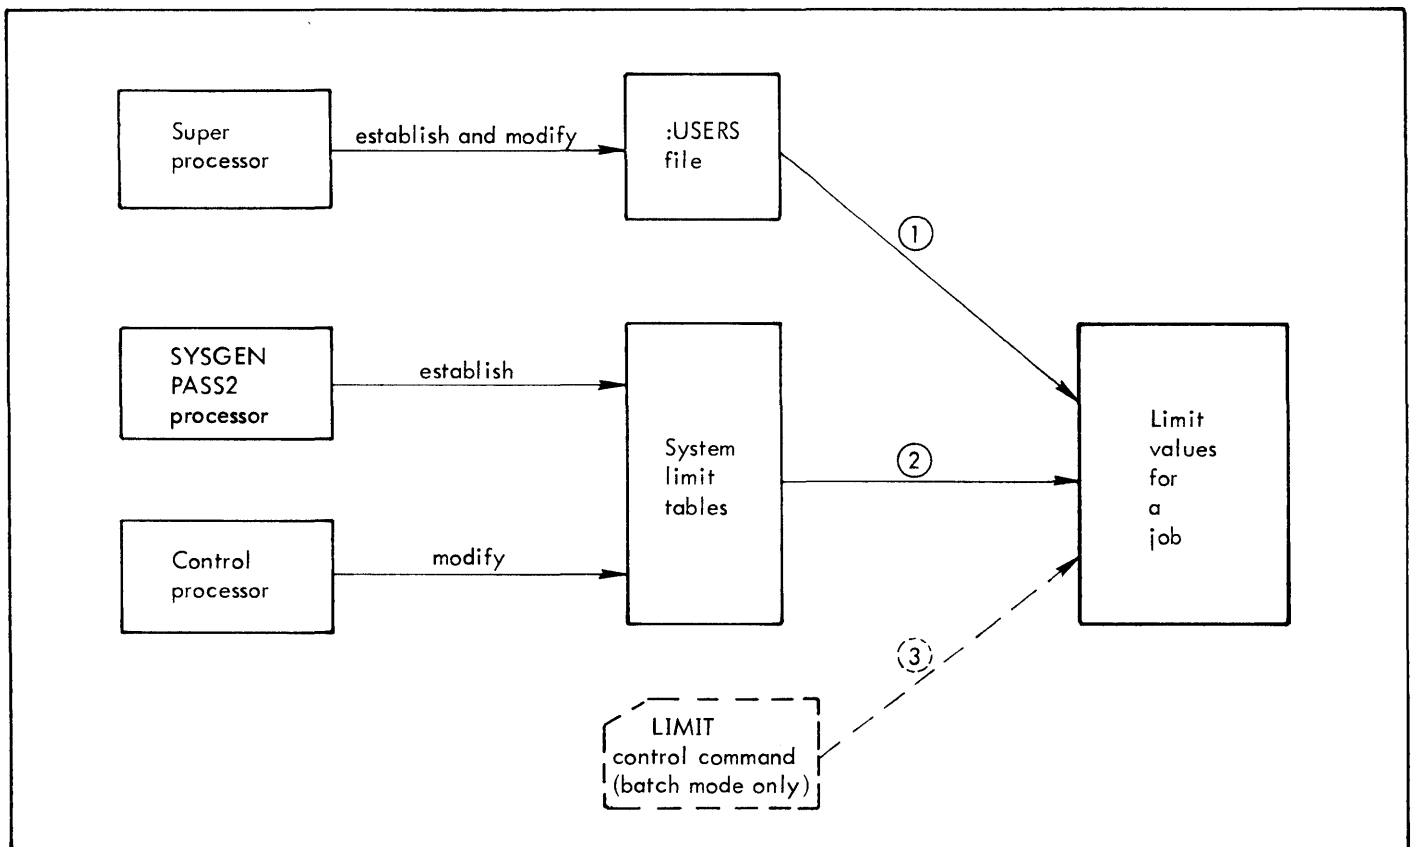 Super
processor
establish and modify
:USERS
file
1
SYSGEN
PASS2
processor
establish
System
limit
tables
2
Limit
values
for
a
job
Control
processor
modify
3
LIMIT
control command
(batch mode only)